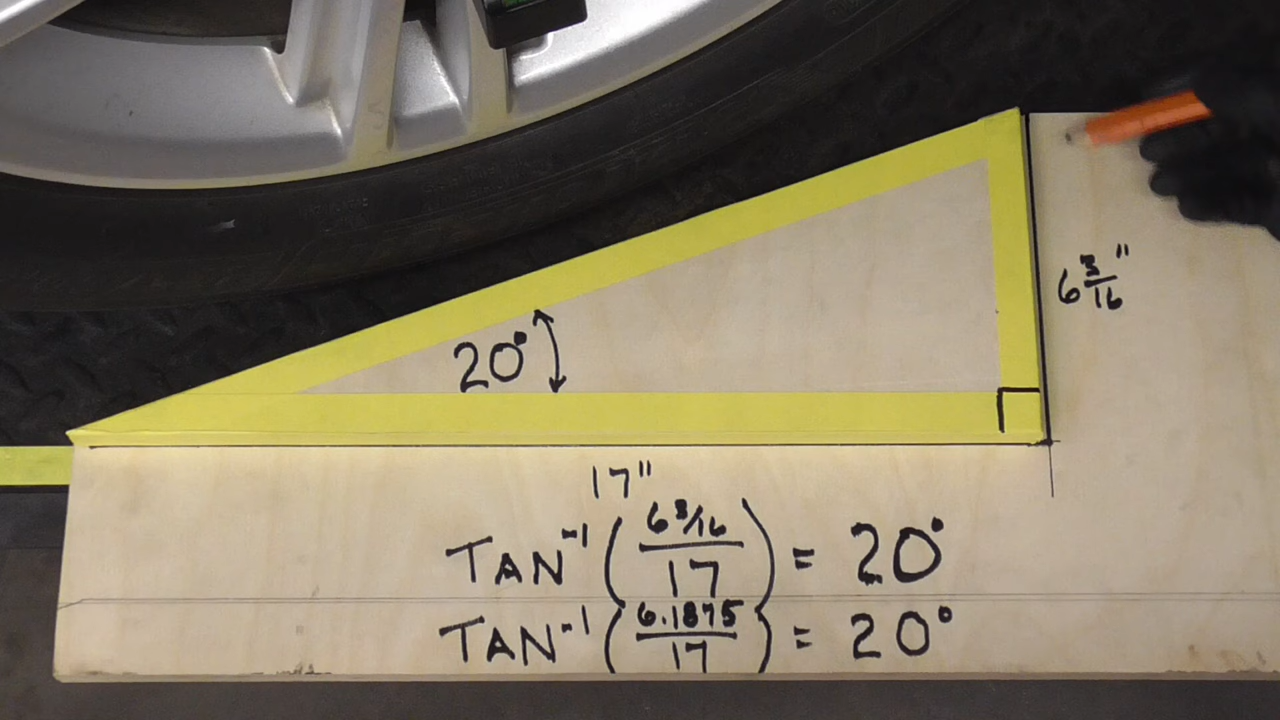 20°
6 3/16"
17"
TAN⁻¹(6 3/16 / 17) = 20°
TAN⁻¹(6.1875 / 17) = 20°